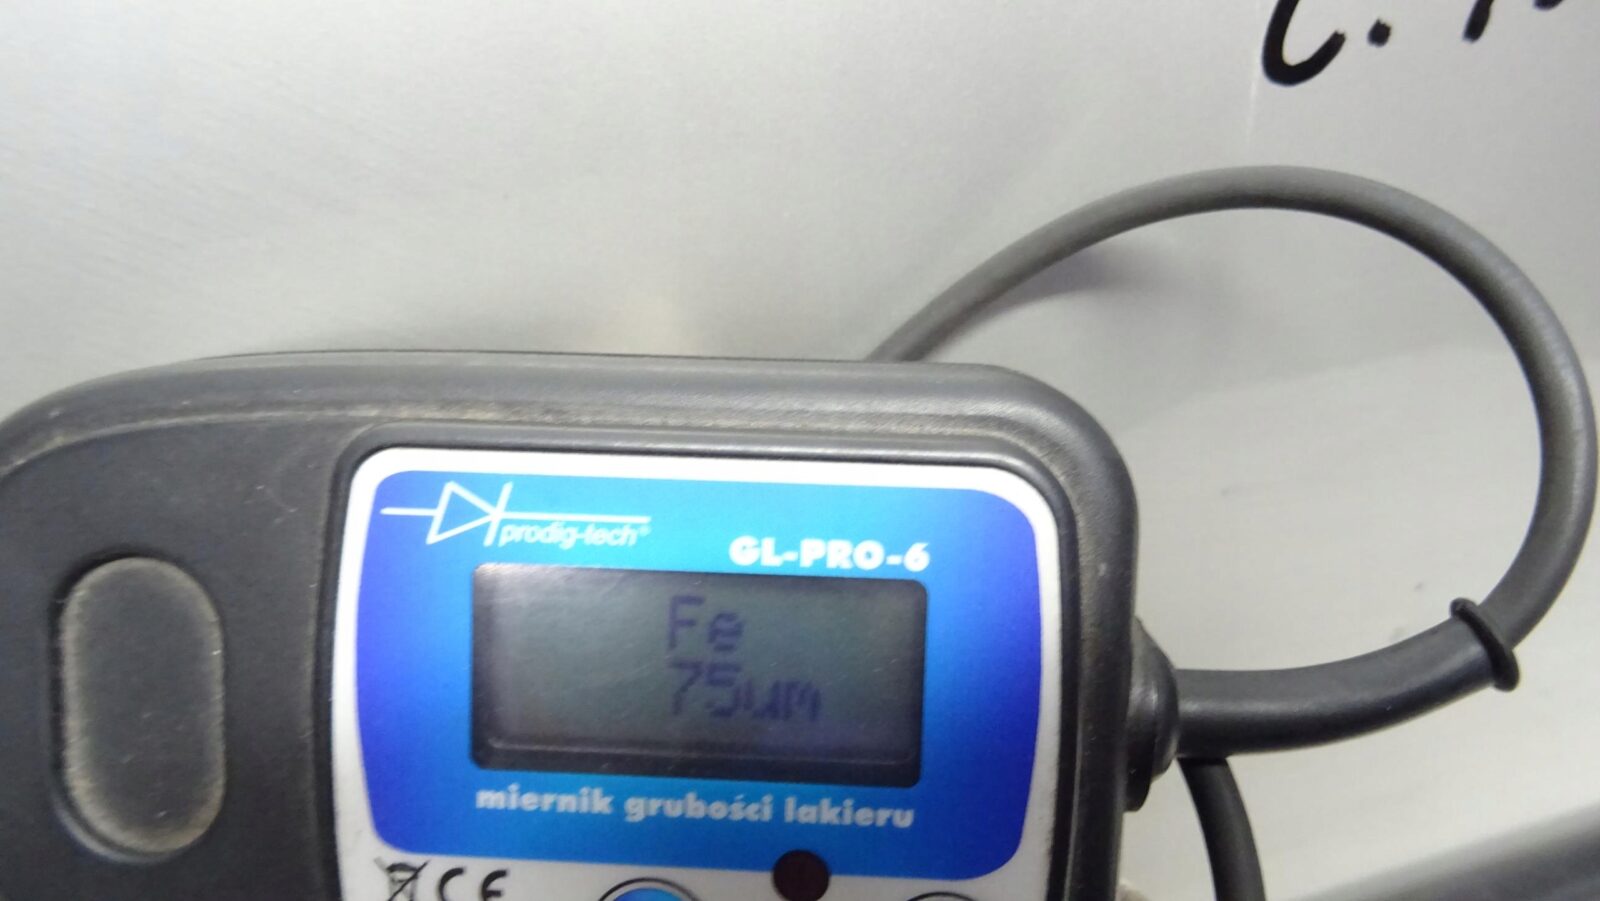 prodig-tech®
GL-PRO-6
Fe
75um
miernik grubości lakieru
CE